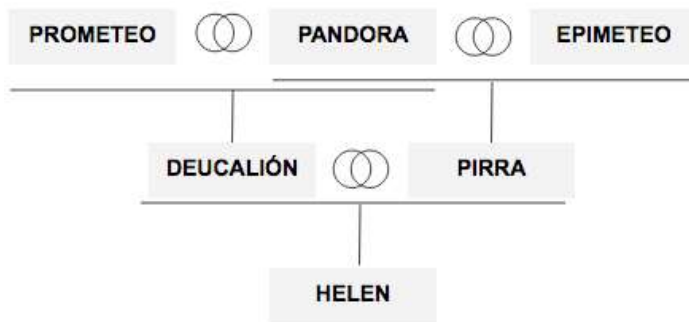 PROMETEO
PANDORA
EPIMETEO
DEUCALIÓN
PIRRA
HELEN